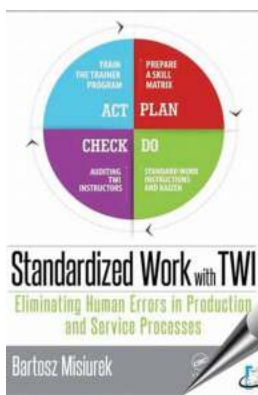 TRAIN
THE TRAINER
PROGRAM
PREPARE
A SKILL
MATRIX
ACT
PLAN
CHECK
DO
AUDITING
TWI
INSTRUCTORS
STANDARD WORK
INSTRUCTIONS
AND KAIZEN
Standardized Work with TWI
Eliminating Human Errors in Production
and Service Processes
Bartosz Misiurek